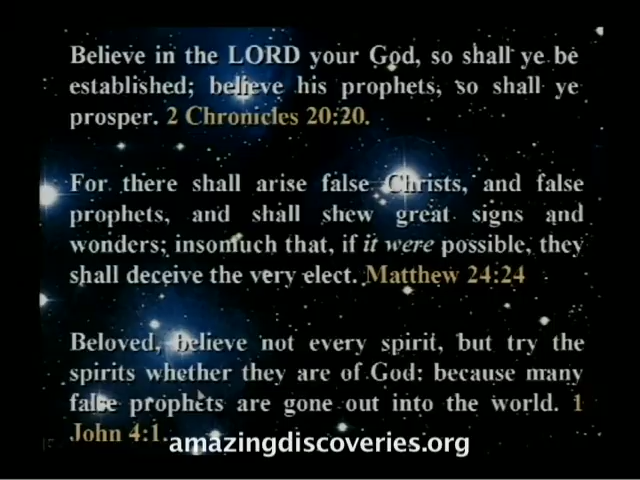 Believe in the LORD your God, so shall ye be
established; believe his prophets, so shall ye
prosper. 2 Chronicles 20:20.
For there shall arise false Christs, and false
prophets, and shall shew great signs and
wonders; insomuch that, if it were possible, they
shall deceive the very elect. Matthew 24:24
Beloved, believe not every spirit, but try the
spirits whether they are of God: because many
false prophets are gone out into the world. 1
John 4:1.
amazingdiscoveries.org